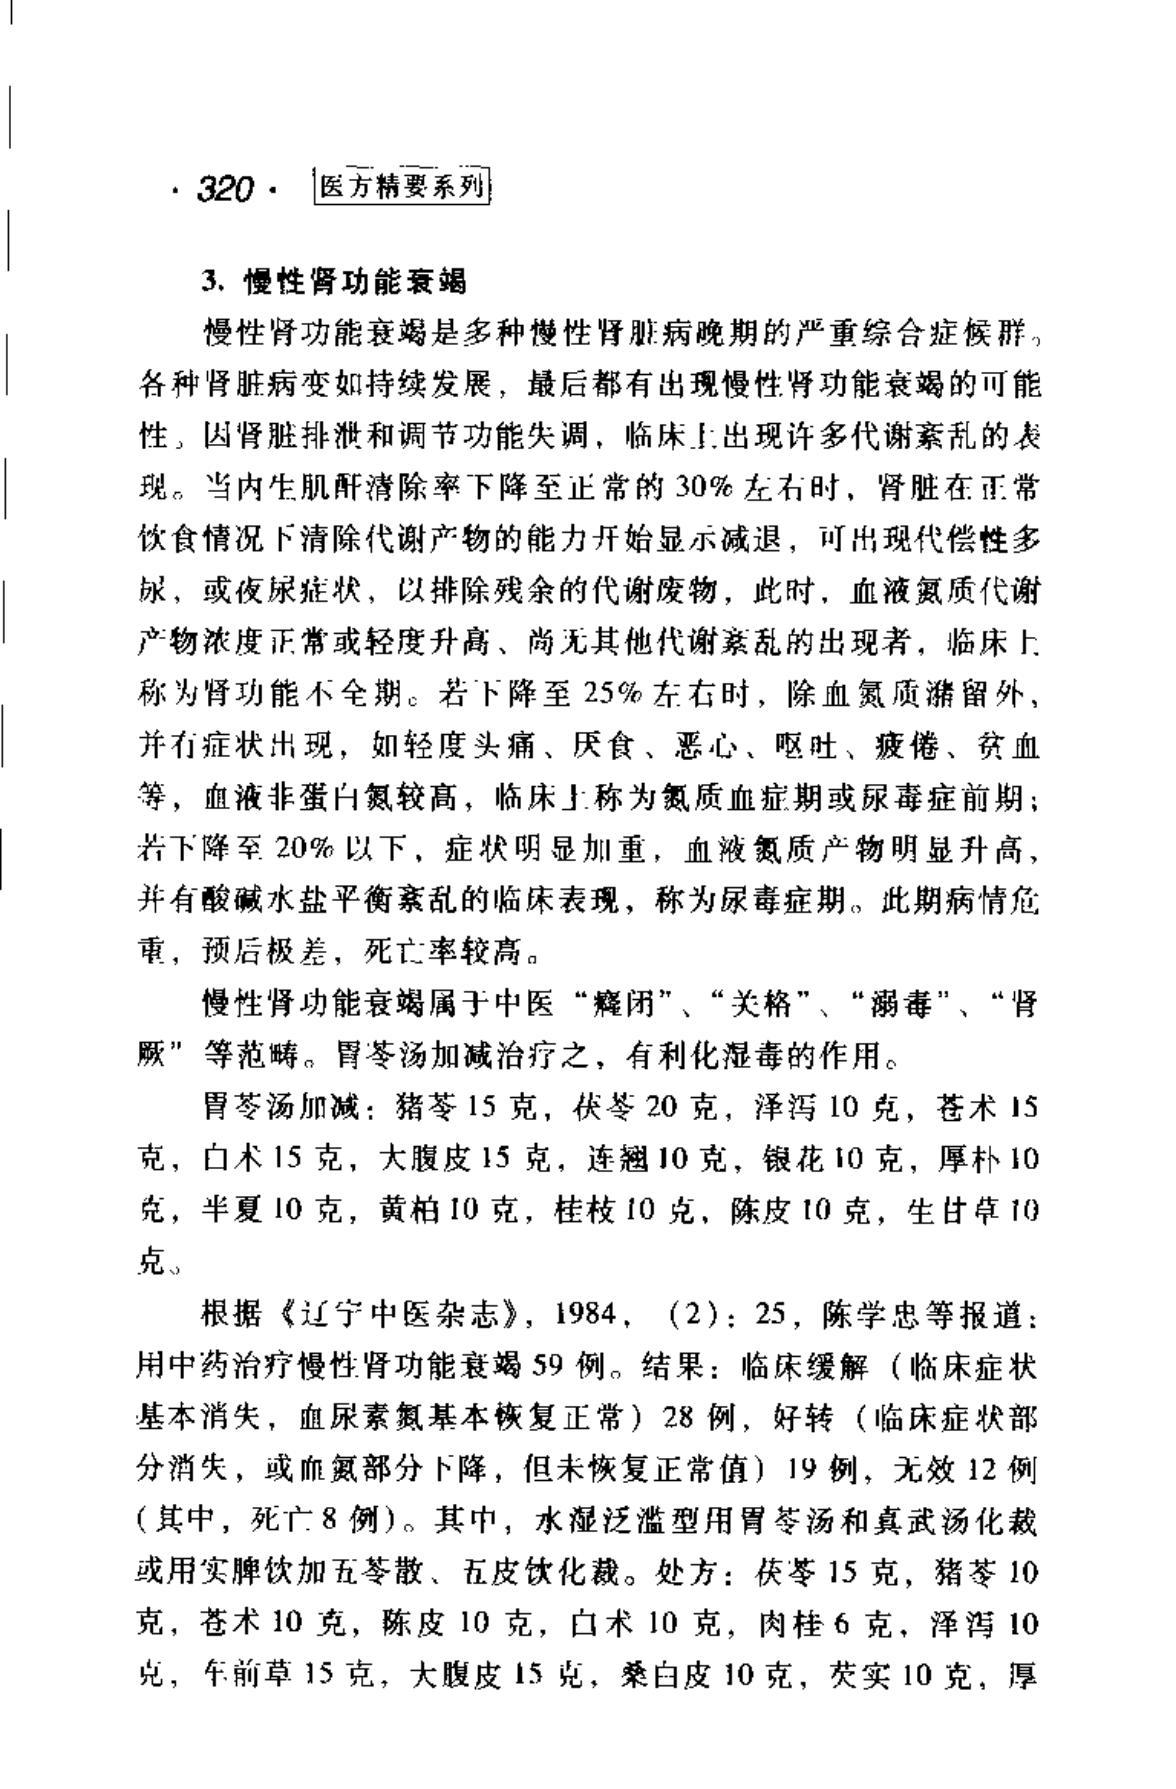 · 320 · 医方精要系列
3. 慢性肾功能衰竭
慢性肾功能衰竭是多种慢性肾脏病晚期的严重综合症候群。
各种肾脏病变如持续发展，最后都有出现慢性肾功能衰竭的可能
性。因肾脏排泄和调节功能失调，临床上出现许多代谢紊乱的表
现。当内生肌酐清除率下降至正常的 30% 左右时，肾脏在正常
饮食情况下清除代谢产物的能力开始显示减退，可出现代偿性多
尿，或夜尿症状，以排除残余的代谢废物，此时，血液氮质代谢
产物浓度正常或轻度升高、尚无其他代谢紊乱的出现者，临床上
称为肾功能不全期。若下降至 25% 左右时，除血氮质潴留外，
并有症状出现，如轻度头痛、厌食、恶心、呕吐、疲倦、贫血
等，血液非蛋白氮较高，临床上称为氮质血症期或尿毒症前期；
若下降至 20% 以下，症状明显加重，血液氮质产物明显升高、
并有酸碱水盐平衡紊乱的临床表现，称为尿毒症期。此期病情危
重，预后极差，死亡率较高。
慢性肾功能衰竭属于中医“癃闭”、“关格”、“溺毒”、“肾
厥”等范畴。胃苓汤加减治疗之，有利化湿毒的作用。
胃苓汤加减：猪苓 15 克，茯苓 20 克，泽泻 10 克，苍术 15
克，白术 15 克，大腹皮 15 克，连翘 10 克，银花 10 克，厚朴 10
克，半夏 10 克，黄柏 10 克，桂枝 10 克，陈皮 10 克，生甘草 10
克。
根据《辽宁中医杂志》，1984，（2）：25，陈学忠等报道：
用中药治疗慢性肾功能衰竭 59 例。结果：临床缓解（临床症状
基本消失，血尿素氮基本恢复正常）28 例，好转（临床症状部
分消失，或血氮部分下降，但未恢复正常值）19 例，无效 12 例
（其中，死亡 8 例）。其中，水湿泛滥型用胃苓汤和真武汤化裁
或用实脾饮加五苓散、五皮饮化裁。处方：茯苓 15 克，猪苓 10
克，苍术 10 克，陈皮 10 克，白术 10 克，肉桂 6 克，泽泻 10
克，车前草 15 克，大腹皮 15 克，桑白皮 10 克，芡实 10 克，厚